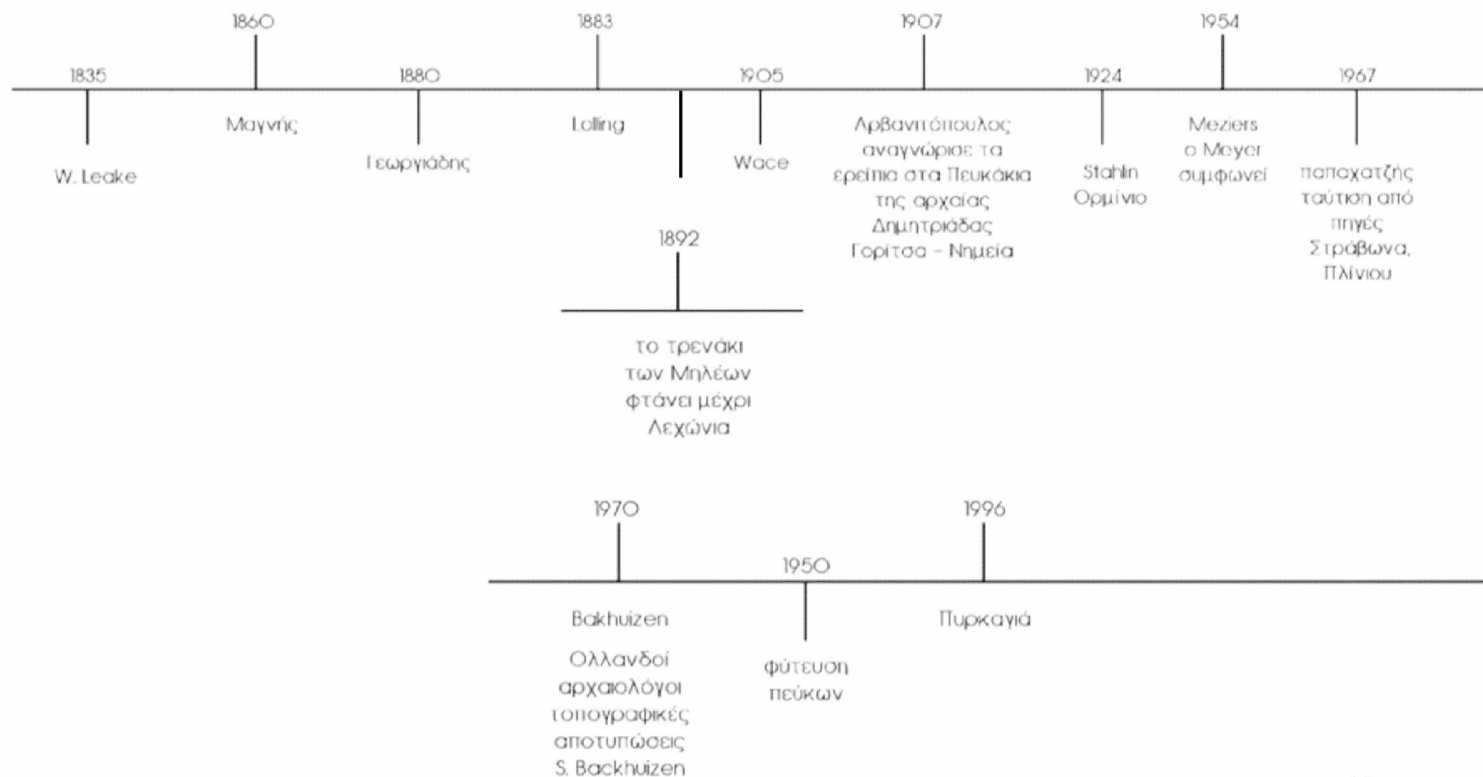 1835
W. Leake
1860
Μαγνής
1880
Γεωργιάδης
1883
Lolling
1892
το τρενάκι
των Μηλέων
φτάνει μέχρι
Λεχώνια
1905
Wace
1907
Αρβανιτόπουλος
αναγνώρισε τα
ερείπια στα Πευκάκια
της αρχαίας
Δημητριάδας
Γορίτσα - Νημεία
1924
Stahlin
Ορμίνιο
1954
Meziers
ο Meyer
συμφωνεί
1967
παπαχατζής
ταύτιση από
πηγές
Στράβωνα,
Πλίνιου
1970
Bakhuizen
Ολλανδοί
αρχαιολόγοι
τοπογραφικές
αποτυπώσεις
S. Backhuizen
1950
φύτευση
πεύκων
1996
Πυρκαγιά